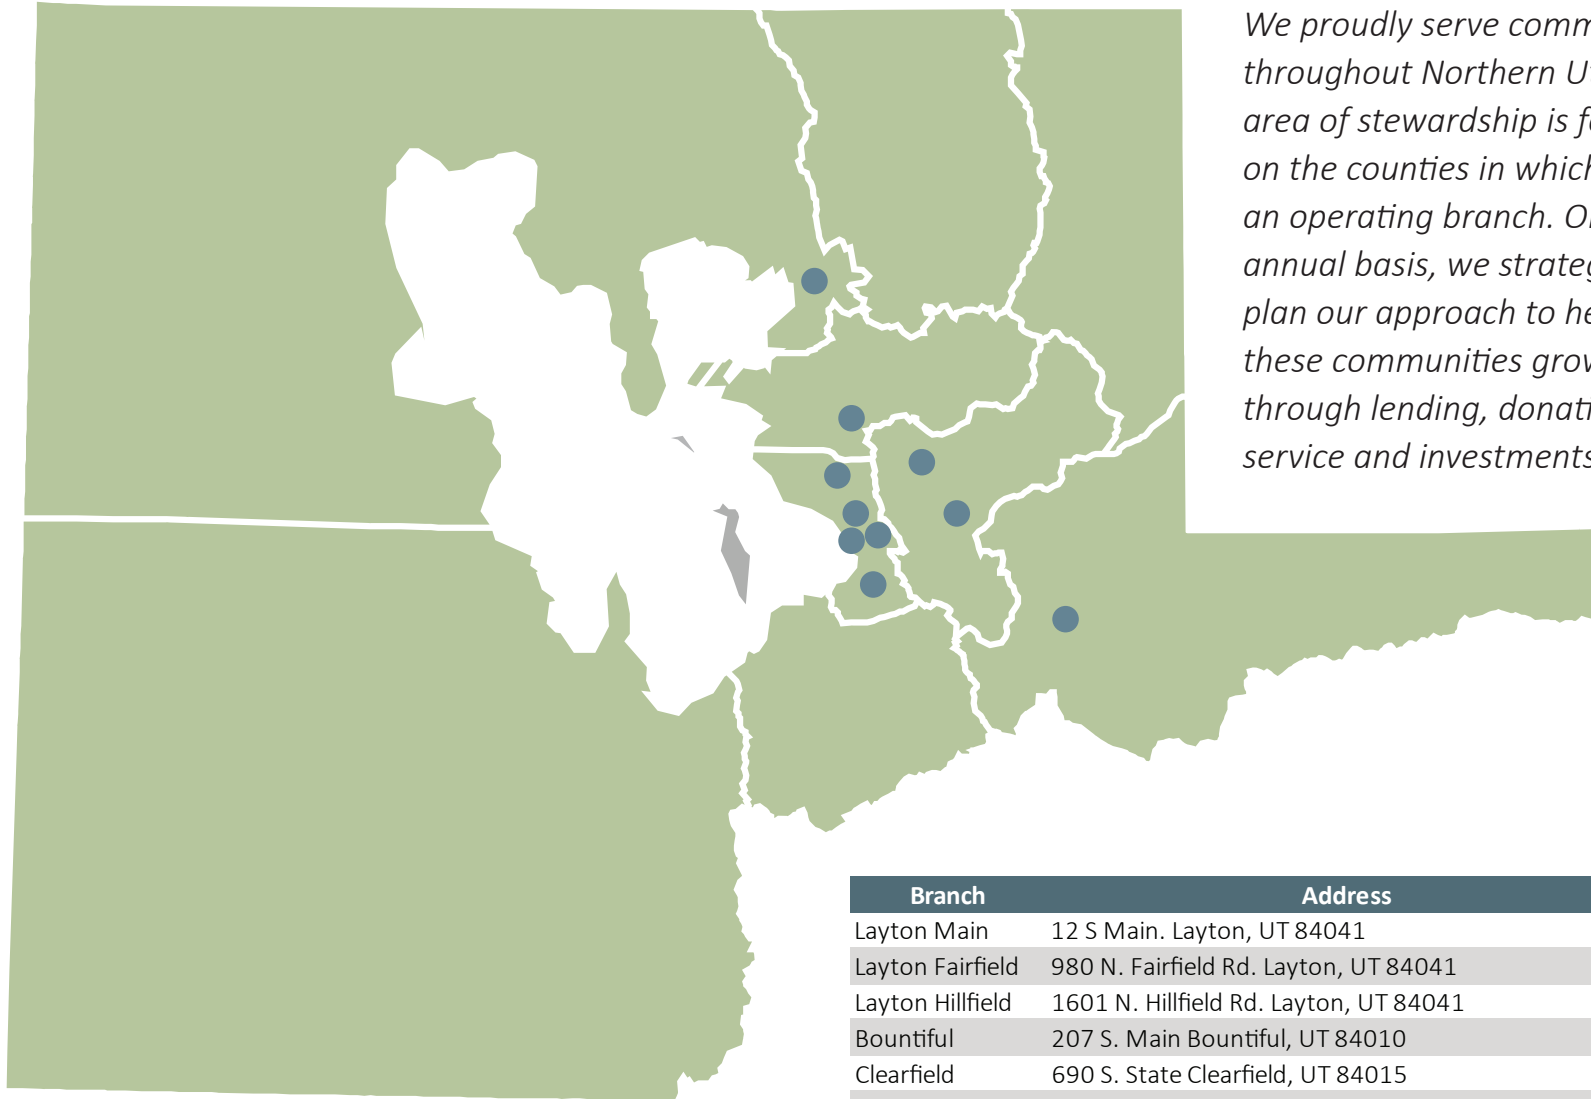 We proudly serve comm
throughout Northern U
area of stewardship is f
on the counties in which
an operating branch. O
annual basis, we strateg
plan our approach to he
these communities grow
through lending, donati
service and investments
Branch Address
Layton Main 12 S Main. Layton, UT 84041
Layton Fairfield 980 N. Fairfield Rd. Layton, UT 84041
Layton Hillfield 1601 N. Hillfield Rd. Layton, UT 84041
Bountiful 207 S. Main Bountiful, UT 84010
Clearfield 690 S. State Clearfield, UT 84015